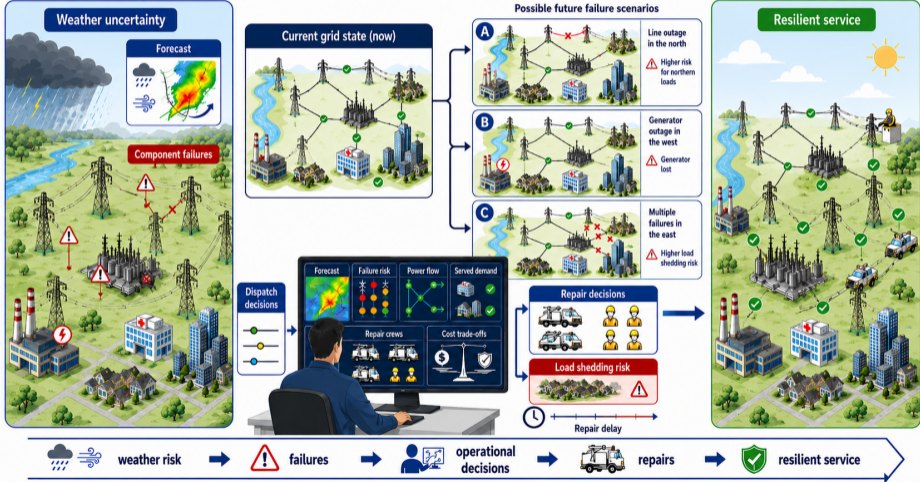 Weather uncertainty
Forecast
Component failures
Current grid state (now)
Possible future failure scenarios
A
Line outage
in the north
Higher risk
for northern
loads
B
Generator
outage in the
west
Generator
lost
C
Multiple
failures in
the east
Higher load
shedding risk
Resilient service
Dispatch
decisions
Forecast
Failure risk
Power flow
Served demand
Repair crews
Cost trade-offs
$
Repair decisions
Load shedding risk
Repair delay
weather risk
failures
operational
decisions
repairs
resilient service